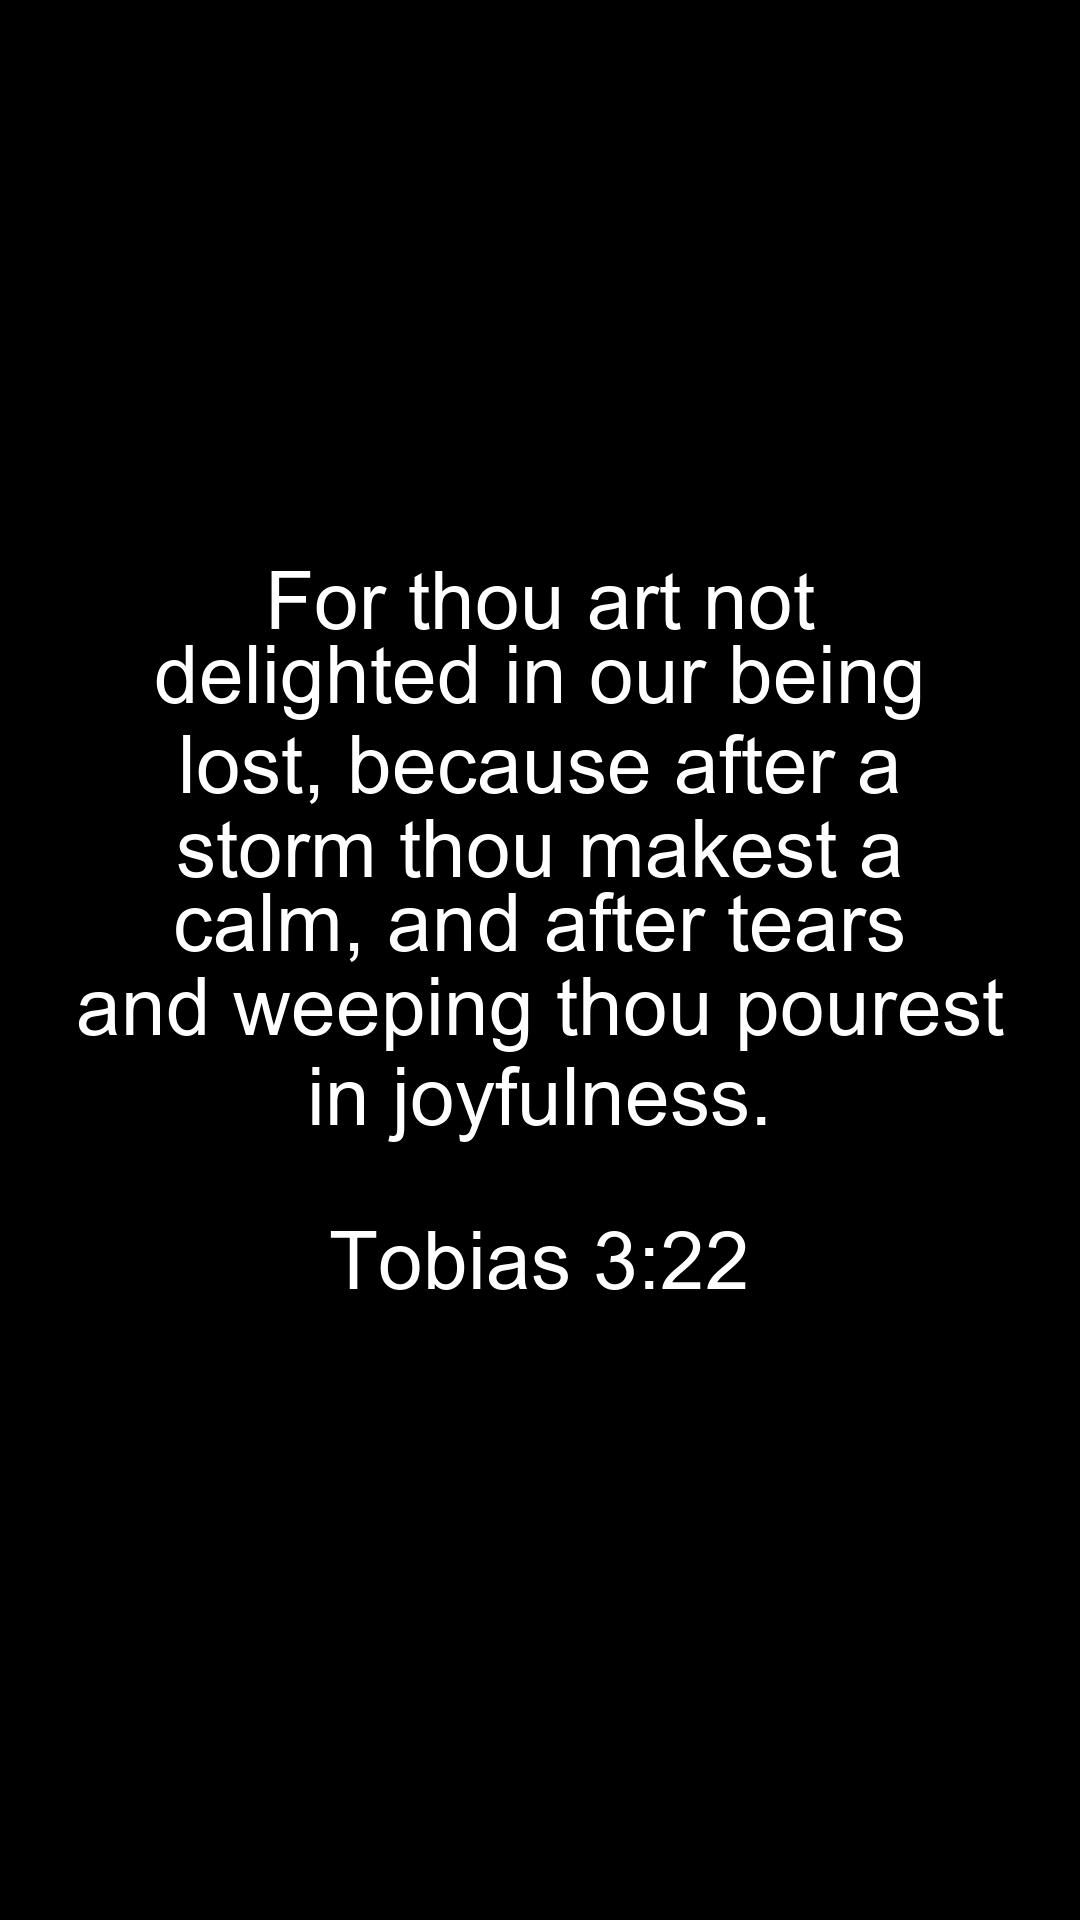 For thou art not
delighted in our being
lost, because after a
storm thou makest a
calm, and after tears
and weeping thou pourest
in joyfulness.
Tobias 3:22